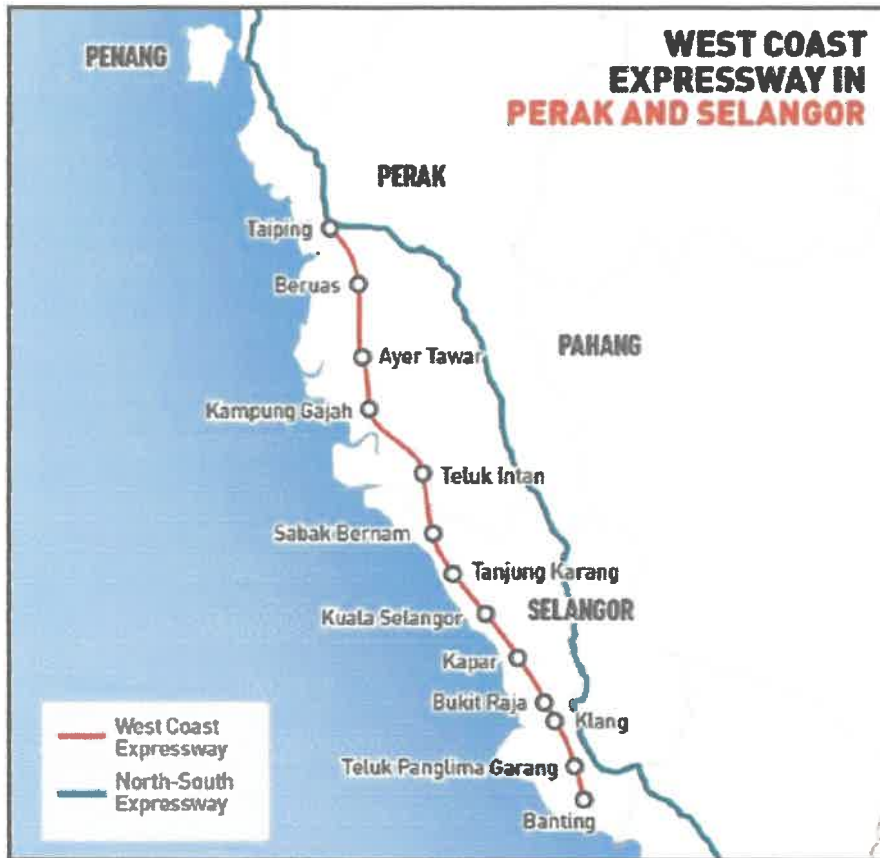 WEST COAST
EXPRESSWAY IN
PERAK AND SELANGOR
PENANG
PERAK
Taiping
Beruas
PAHANG
Ayer Tawar
Kampung Gajah
Teluk Intan
Sabak Bernam
Tanjung Karang
Kuala Selangor
SELANGOR
Kapar
Bukit Raja
Klang
Teluk Panglima Garang
Banting
West Coast
Expressway
North-South
Expressway